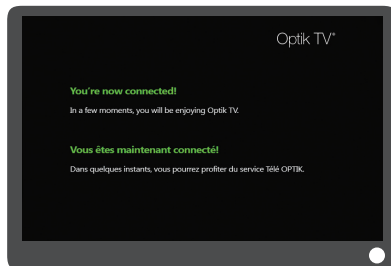 Optik TV®
You're now connected!
In a few moments, you will be enjoying Optik TV.
Vous êtes maintenant connecté!
Dans quelques instants, vous pourrez profiter du service Télé OPTIK.